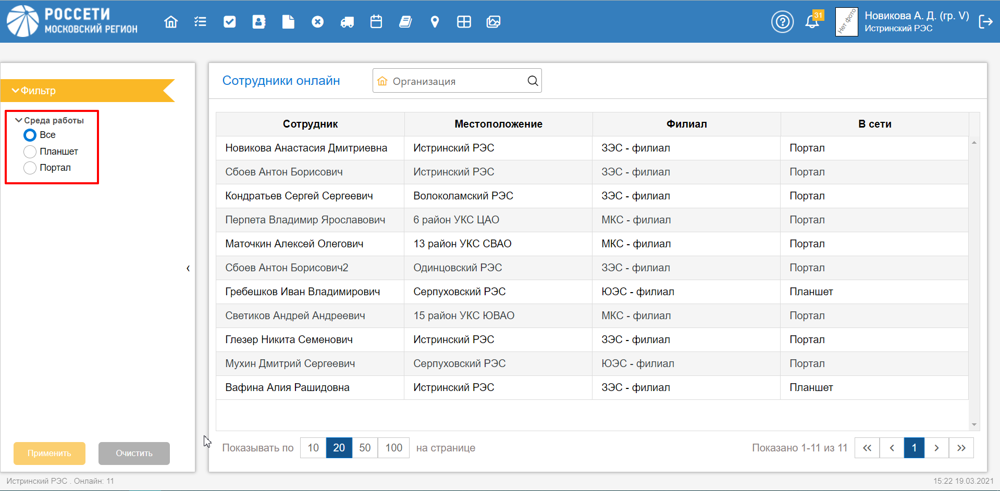 РОССЕТИ
МОСКОВСКИЙ РЕГИОН
31
Нет фото
Новикова А. Д. (гр. V)
Истринский РЭС
Фильтр
Среда работы
Все
Планшет
Портал
Применить
Очистить
Сотрудники онлайн
Организация
Сотрудник Местоположение Филиал В сети
Новикова Анастасия Дмитриевна Истринский РЭС ЗЭС - филиал Портал
Сбоев Антон Борисович Истринский РЭС ЗЭС - филиал Портал
Кондратьев Сергей Сергеевич Волоколамский РЭС ЗЭС - филиал Портал
Перпета Владимир Ярославович 6 район УКС ЦАО МКС - филиал Портал
Маточкин Алексей Олегович 13 район УКС СВАО МКС - филиал Портал
Сбоев Антон Борисович2 Одинцовский РЭС ЗЭС - филиал Портал
Гребешков Иван Владимирович Серпуховский РЭС ЮЭС - филиал Планшет
Светиков Андрей Андреевич 15 район УКС ЮВАО МКС - филиал Портал
Глезер Никита Семенович Истринский РЭС ЗЭС - филиал Портал
Мухин Дмитрий Сергеевич Серпуховский РЭС ЮЭС - филиал Портал
Вафина Алия Рашидовна Истринский РЭС ЗЭС - филиал Планшет
Показывать по 10 20 50 100 на странице
Показано 1-11 из 11 1
Истринский РЭС . Онлайн: 11
15:22 19.03.2021